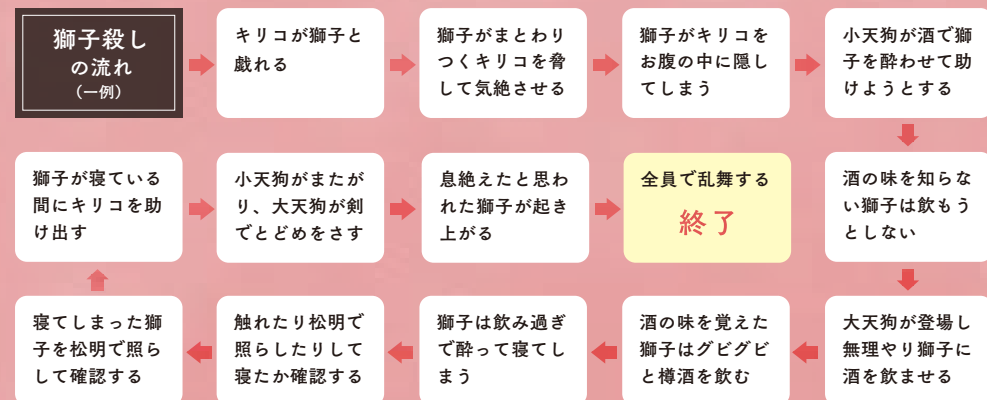 獅子殺し
の流れ
（一例）
キリコが獅子と
戯れる
獅子がまとわり
つくキリコを脅
して気絶させる
獅子がキリコを
お腹の中に隠し
てしまう
小天狗が酒で獅
子を酔わせて助
けようとする
酒の味を知らな
い獅子は飲もう
としない
大天狗が登場し
無理やり獅子に
酒を飲ませる
酒の味を覚えた
獅子はグビグビ
と樽酒を飲む
獅子は飲み過ぎ
で酔って寝てし
まう
触れたり松明で
照らしたりして
寝たか確認する
寝てしまった獅
子を松明で照ら
して確認する
獅子が寝ている
間にキリコを助
け出す
小天狗がまたが
り、大天狗が剣
でとどめをさす
息絶えたと思わ
れた獅子が起き
上がる
全員で乱舞する
終了